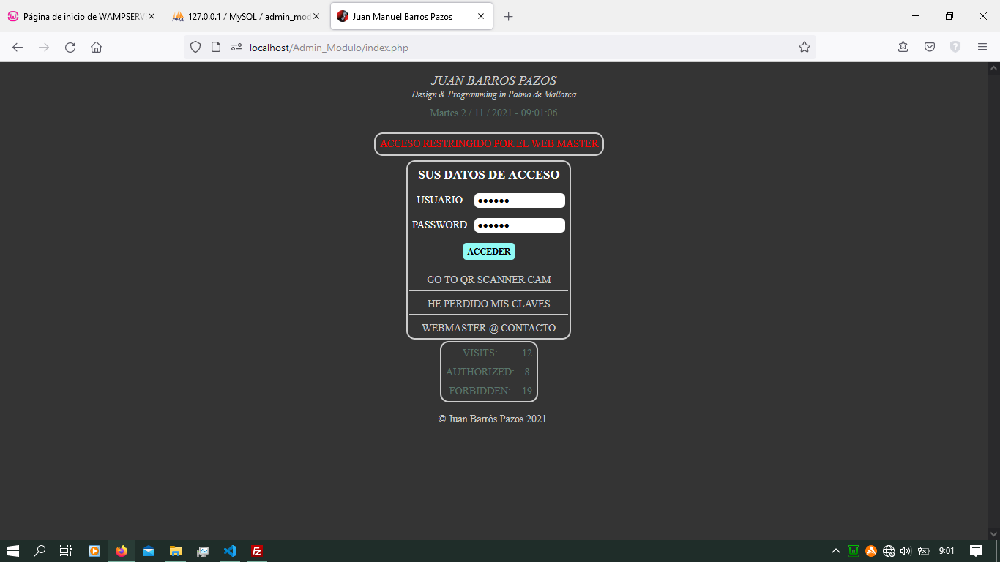 Página de inicio de WAMPSERV
127.0.0.1 / MySQL / admin_mod
Juan Manuel Barros Pazos
localhost/Admin_Modulo/index.php
JUAN BARROS PAZOS
Design & Programming in Palma de Mallorca
Martes 2 / 11 / 2021 - 09:01:06
ACCESO RESTRINGIDO POR EL WEB MASTER
SUS DATOS DE ACCESO
USUARIO ●●●●●●
PASSWORD ●●●●●●
ACCEDER
GO TO QR SCANNER CAM
HE PERDIDO MIS CLAVES
WEBMASTER @ CONTACTO
VISITS: 12
AUTHORIZED: 8
FORBIDDEN: 19
© Juan Barrós Pazos 2021.
9:01